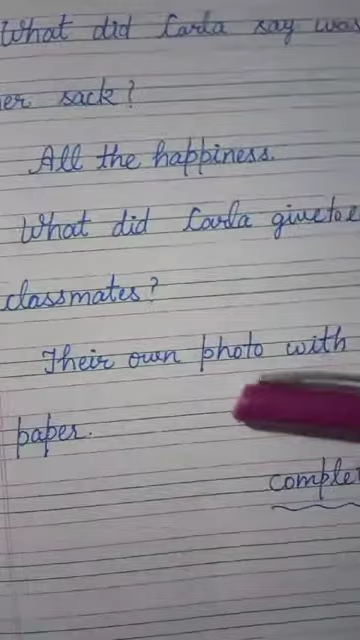 What did Carla say was
er sack?
All the happiness.
What did Carla give to
classmates?
Their own photo with
paper.
comple